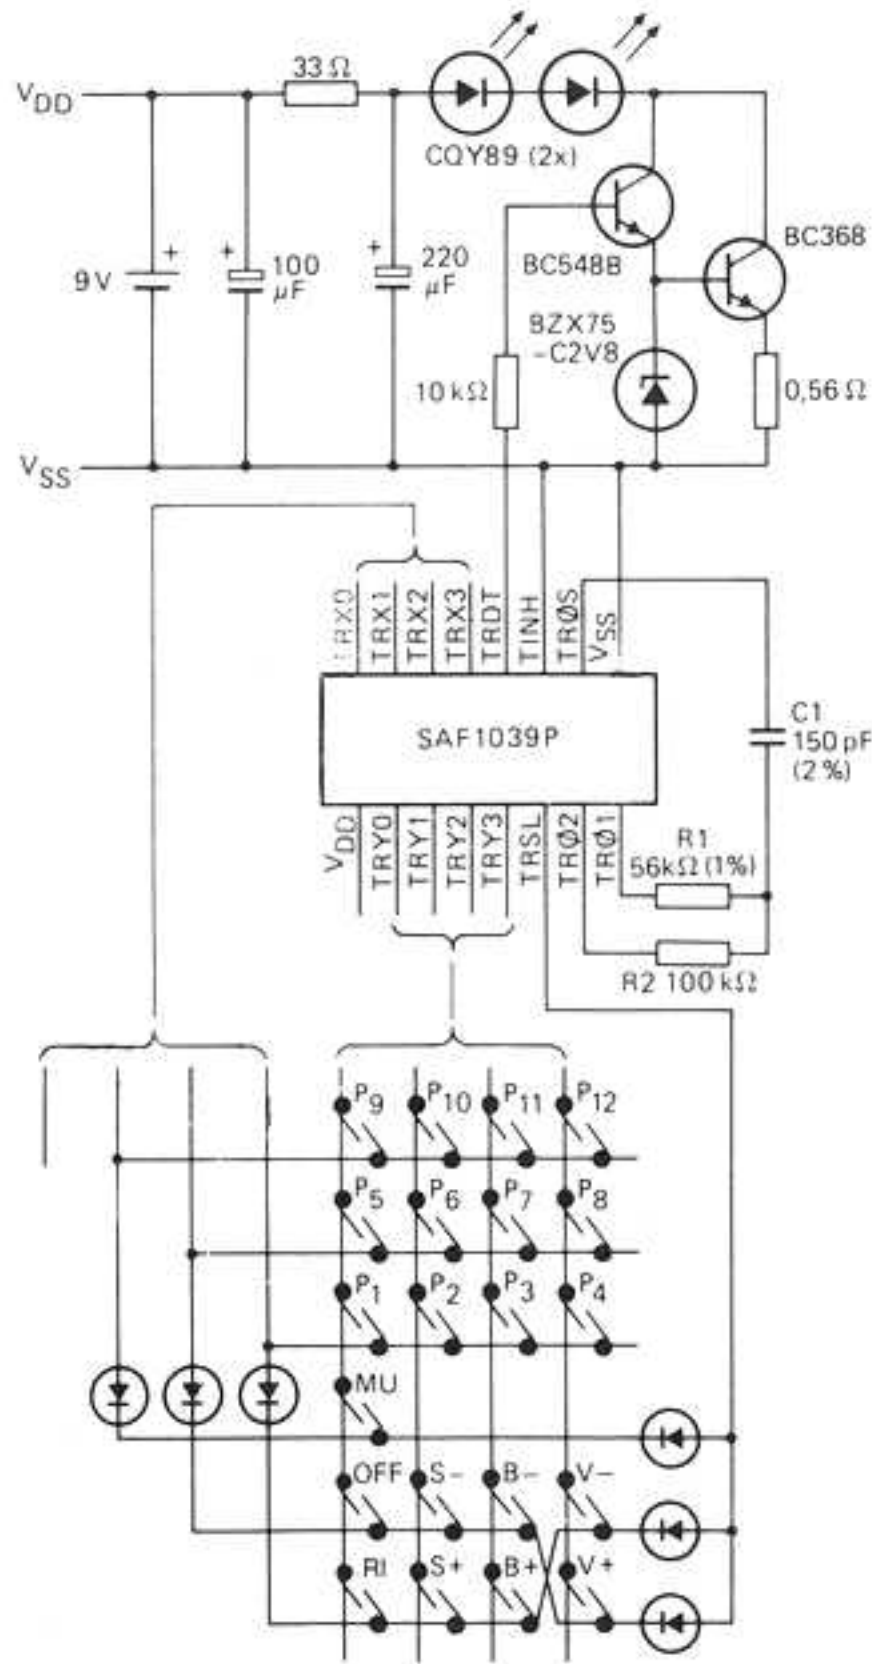 33 Ω
VDD
CQY89 (2x)
BC368
BC548B
9V
+
+
100
µF
+
220
µF
BZX75
-C2V8
10 kΩ
0,56 Ω
VSS
TRX0
TRX1
TRX2
TRX3
TRDT
TINH
TRØS
VSS
SAF1039P
C1
150 pF
(2%)
VDD
TRY0
TRY1
TRY2
TRY3
TRSL
TRØ2
TRØ1
R1
56kΩ (1%)
R2 100 kΩ
P9 P10 P11 P12
P5 P6 P7 P8
P1 P2 P3 P4
MU
OFF S− B− V−
RI S+ B+ V+